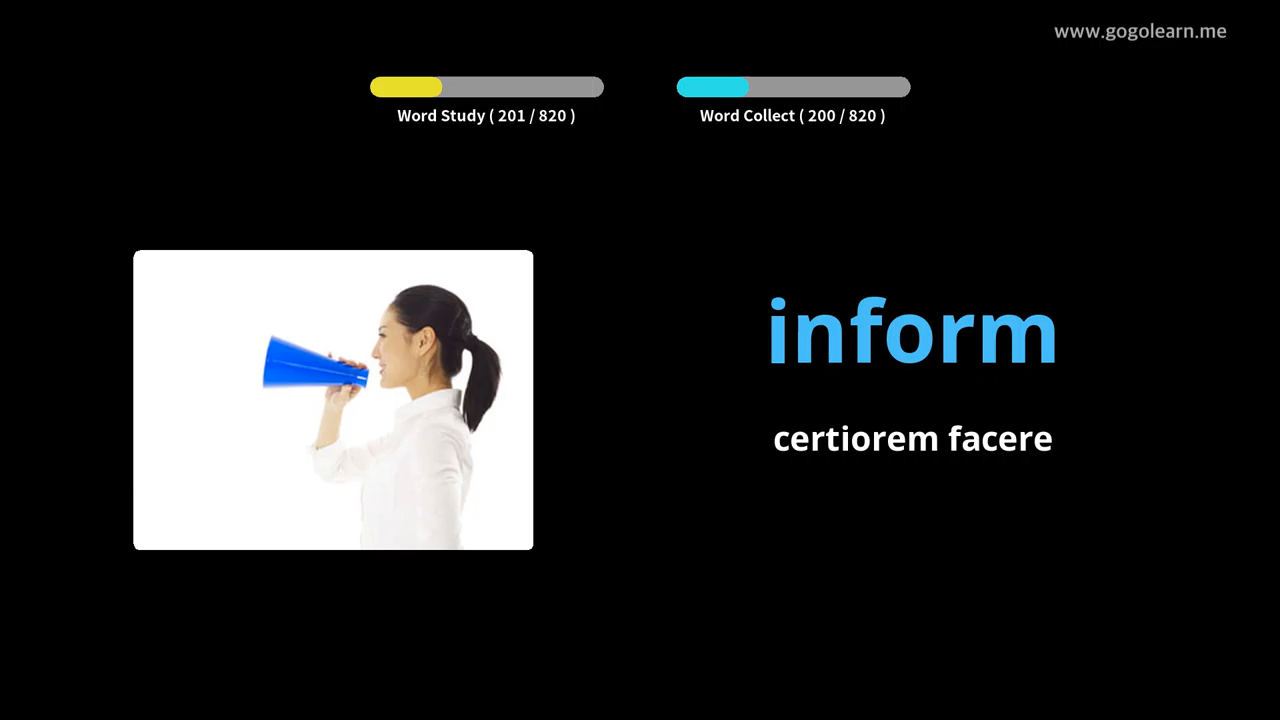 www.gogolearn.me
Word Study ( 201 / 820 )
Word Collect ( 200 / 820 )
inform
certiorem facere